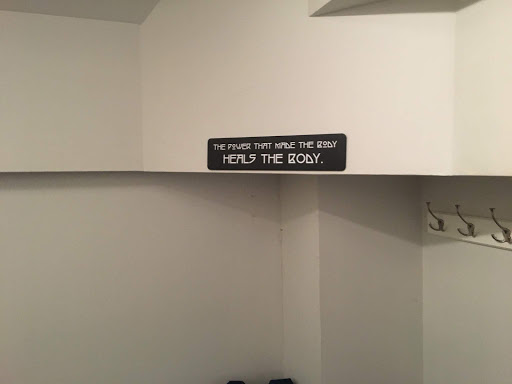 THE POWER THAT MADE THE BODY
HEALS THE BODY.